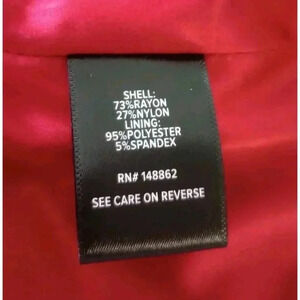 SHELL:
73%RAYON
27%NYLON
LINING:
95%POLYESTER
5%SPANDEX
RN# 148862
SEE CARE ON REVERSE